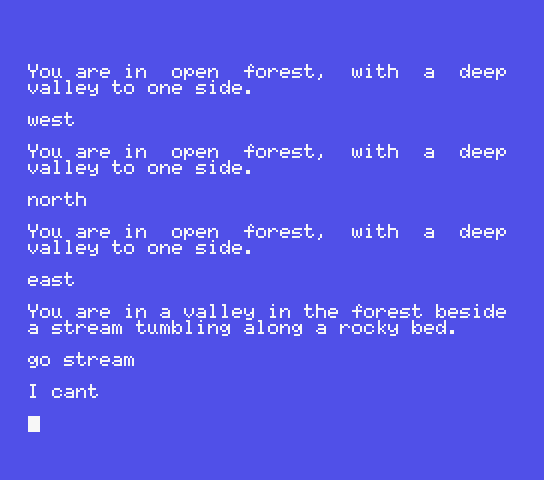 You are in open forest, with a deep
valley to one side.
west
You are in open forest, with a deep
valley to one side.
north
You are in open forest, with a deep
valley to one side.
east
You are in a valley in the forest beside
a stream tumbling along a rocky bed.
go stream
I cant